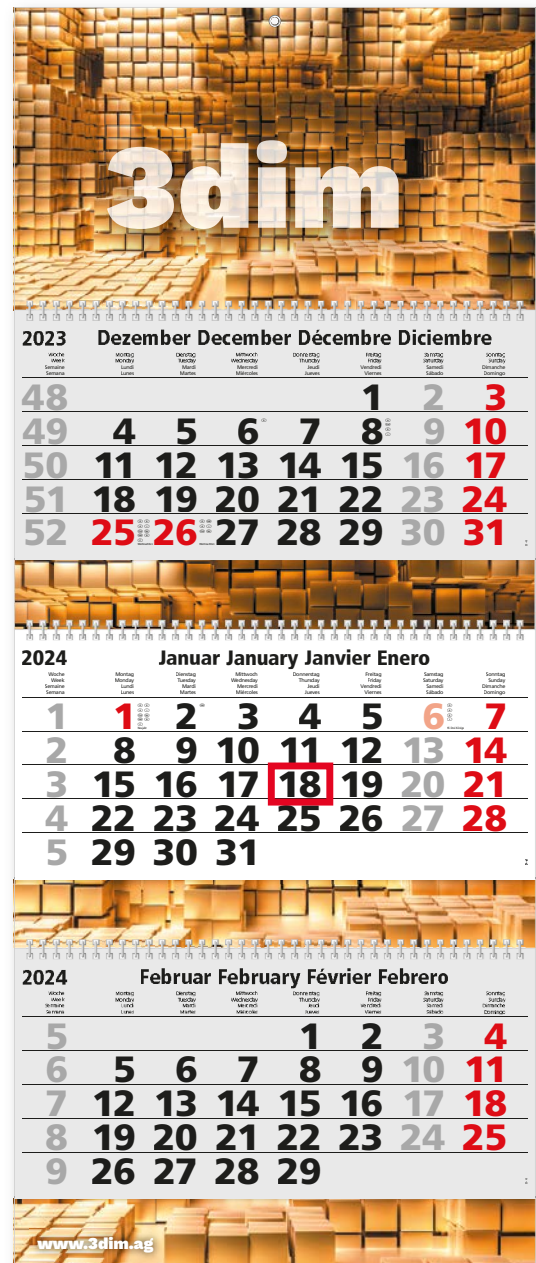 3dim
2023 Dezember December Décembre Diciembre
Woche Montag Dienstag Mittwoch Donnerstag Freitag Samstag Sonntag
Week Monday Tuesday Wednesday Thursday Friday Saturday Sunday
Semaine Lundi Mardi Mercredi Jeudi Vendredi Samedi Dimanche
Semana Lunes Martes Miércoles Jueves Viernes Sábado Domingo
48 1 2 3
49 4 5 6 7 8 9 10
50 11 12 13 14 15 16 17
51 18 19 20 21 22 23 24
52 25 26 27 28 29 30 31
2024 Januar January Janvier Enero
Woche Montag Dienstag Mittwoch Donnerstag Freitag Samstag Sonntag
Week Monday Tuesday Wednesday Thursday Friday Saturday Sunday
Semaine Lundi Mardi Mercredi Jeudi Vendredi Samedi Dimanche
Semana Lunes Martes Miércoles Jueves Viernes Sábado Domingo
1 1 2 3 4 5 6 7
2 8 9 10 11 12 13 14
3 15 16 17 18 19 20 21
4 22 23 24 25 26 27 28
5 29 30 31
2024 Februar February Février Febrero
Woche Montag Dienstag Mittwoch Donnerstag Freitag Samstag Sonntag
Week Monday Tuesday Wednesday Thursday Friday Saturday Sunday
Semaine Lundi Mardi Mercredi Jeudi Vendredi Samedi Dimanche
Semana Lunes Martes Miércoles Jueves Viernes Sábado Domingo
5 1 2 3 4
6 5 6 7 8 9 10 11
7 12 13 14 15 16 17 18
8 19 20 21 22 23 24 25
9 26 27 28 29
www.3dim.ag